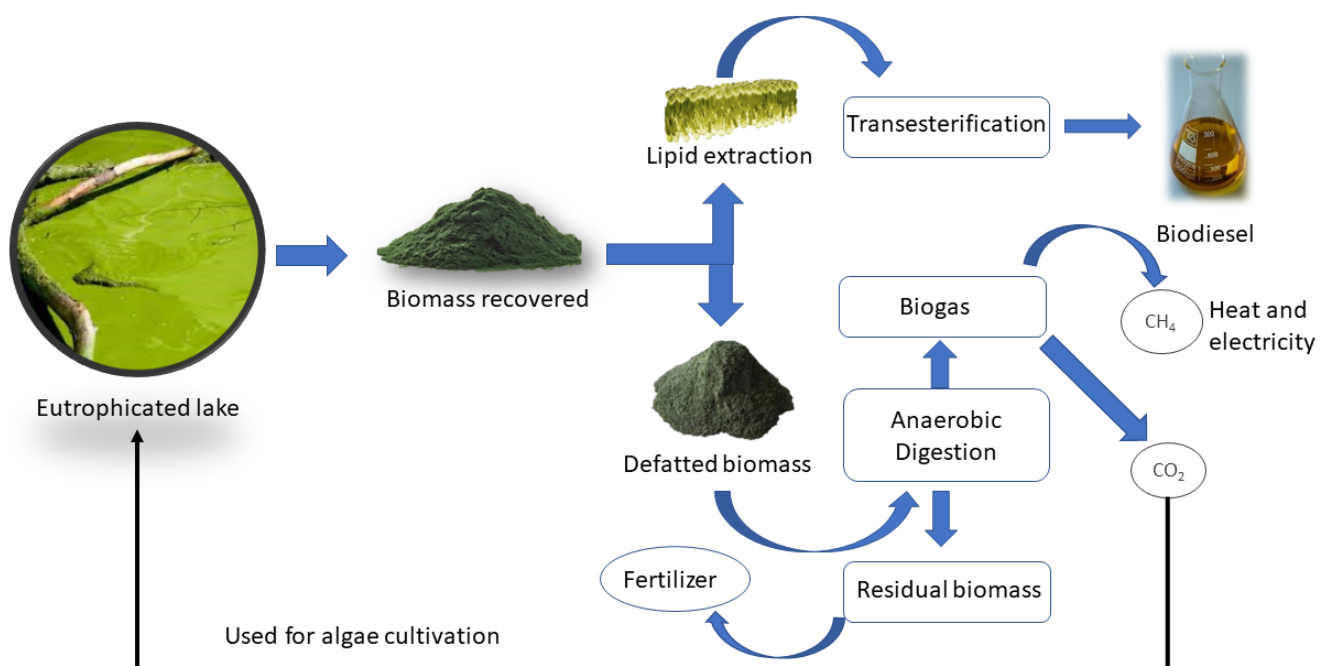 Eutrophicated lake
Biomass recovered
Lipid extraction
Transesterification
Biodiesel
Defatted biomass
Biogas
Anaerobic
Digestion
CH₄
Heat and
electricity
CO₂
Residual biomass
Fertilizer
Used for algae cultivation